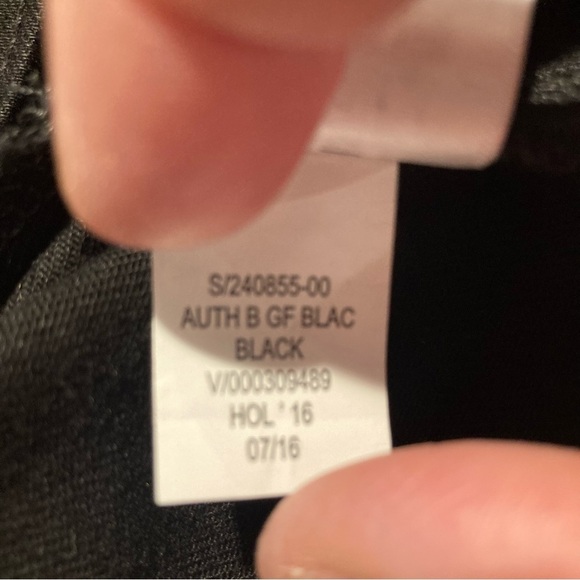 S/240855-00
AUTH B GF BLAC
BLACK
V/000309489
HOL ' 16
07/16